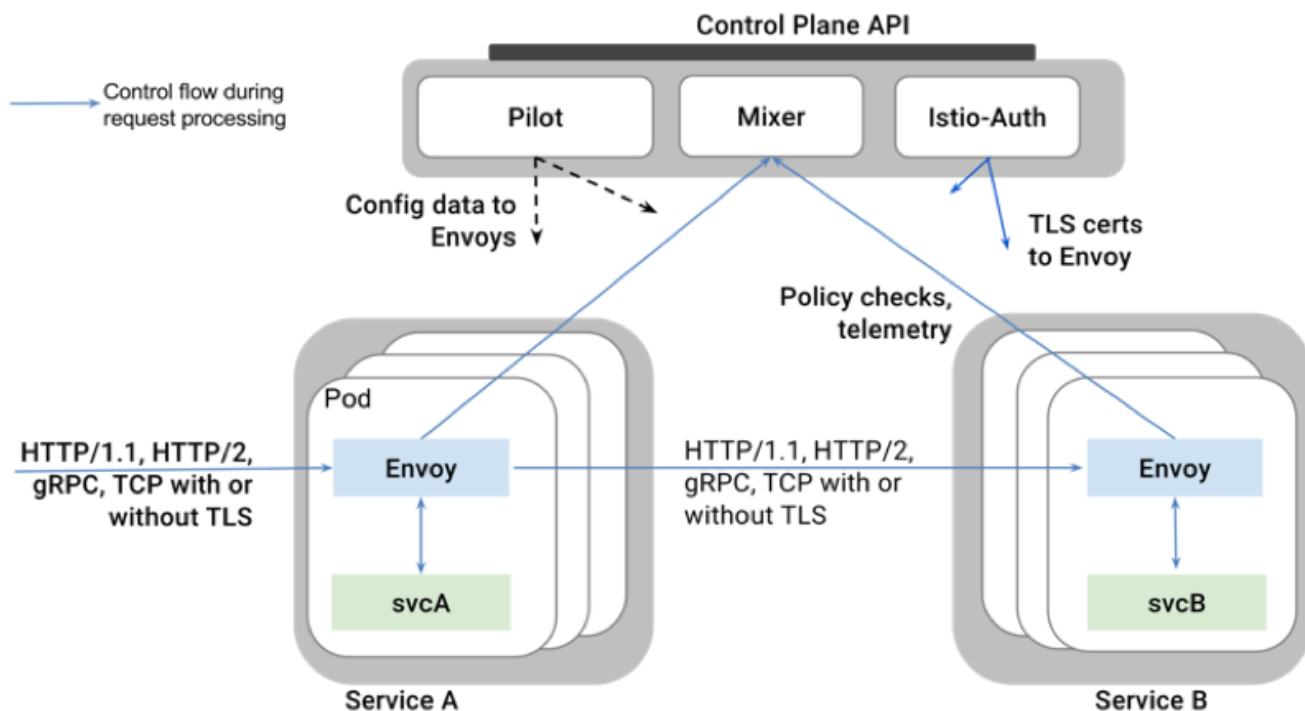 Control Plane API
Control flow during
request processing
Pilot
Mixer
Istio-Auth
Config data to
Envoys
TLS certs
to Envoy
Policy checks,
telemetry
Pod
HTTP/1.1, HTTP/2,
gRPC, TCP with or
without TLS
Envoy
HTTP/1.1, HTTP/2,
gRPC, TCP with or
without TLS
Envoy
svcA
svcB
Service A
Service B